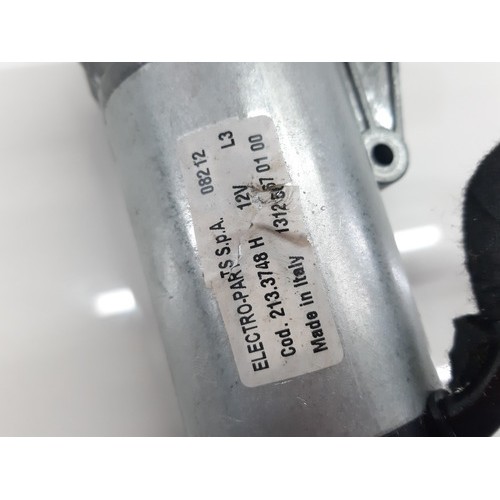 08212 L3
ELECTRO-PARTS S.p.A. 12V
Cod. 213.3748 H 01 00
Made in Italy